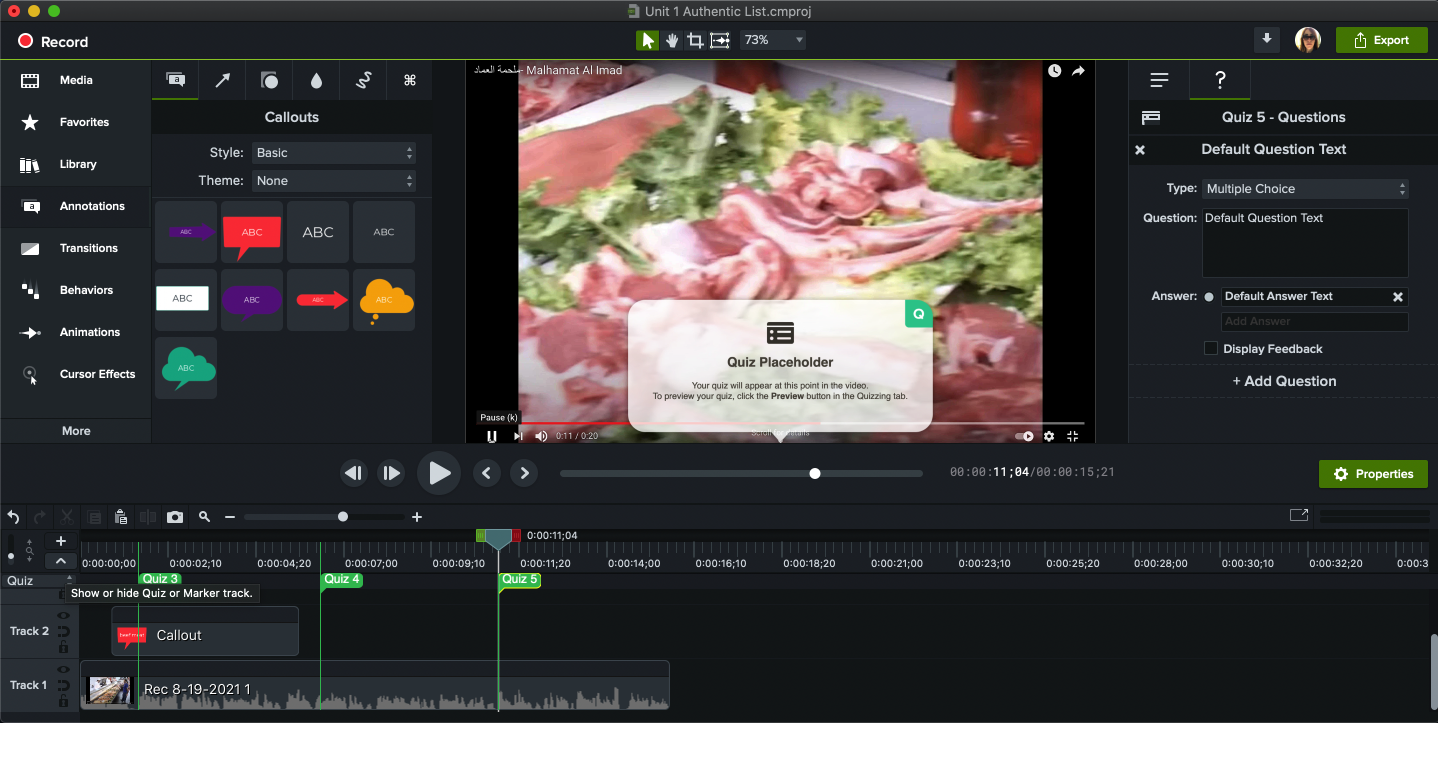 Unit 1 Authentic List.cmproj
Record
73%
Export
Media
Favorites
Library
Annotations
Transitions
Behaviors
Animations
Cursor Effects
More
a
Callouts
Style: Basic
Theme: None
ABC
ABC
ABC
ABC
ABC
ABC
ABC
ABC
ABC
ملحمة العماد - Malhamat Al Imad
Q
Quiz Placeholder
Your quiz will appear at this point in the video.
To preview your quiz, click the Preview button in the Quizzing tab.
Pause (k)
0:11 / 0:20
Scroll for details
?
Quiz 5 - Questions
Default Question Text
Type: Multiple Choice
Question: Default Question Text
Answer: Default Answer Text
Add Answer
Display Feedback
+ Add Question
00:00:11;04/00:00:15;21
Properties
0:00:11;04
0:00:00;00 0:00:02;10 0:00:04;20 0:00:07;00 0:00:09;10 0:00:11;20 0:00:14;00 0:00:16;10 0:00:18;20 0:00:21;00 0:00:23;10 0:00:25;20 0:00:28;00 0:00:30;10 0:00:32;20 0:00:3
Quiz
Quiz 3
Quiz 4
Quiz 5
Show or hide Quiz or Marker track.
Track 2
beef meat
Callout
Track 1
Rec 8-19-2021 1